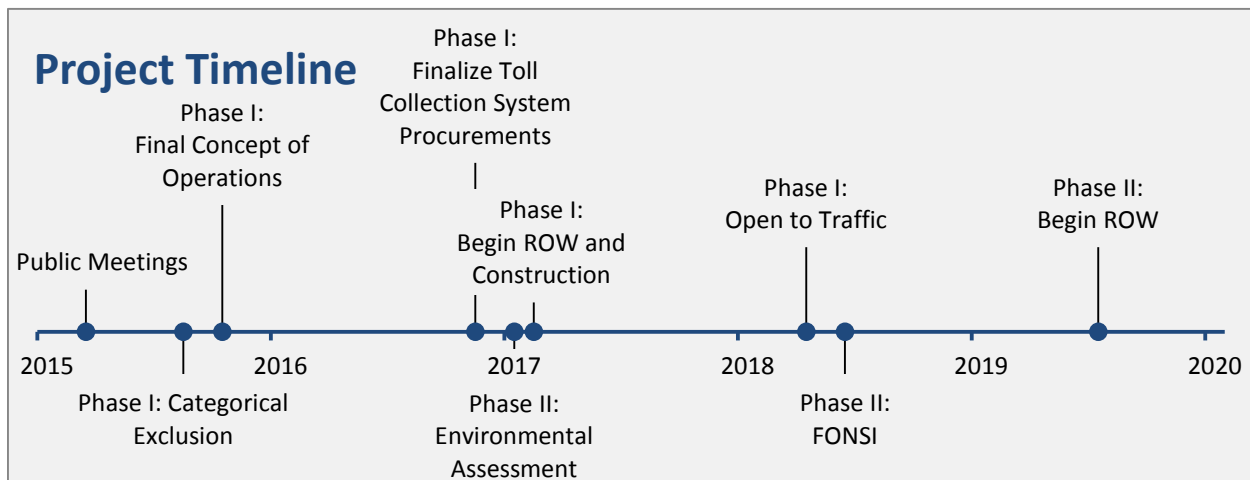 Project Timeline
Phase I:
Finalize Toll
Collection System
Procurements
Phase I:
Final Concept of
Operations
Phase I:
Open to Traffic
Phase II:
Begin ROW
Phase I:
Begin ROW and
Construction
Public Meetings
2015
2016
2017
2018
2019
2020
Phase I: Categorical
Exclusion
Phase II:
Environmental
Assessment
Phase II:
FONSI